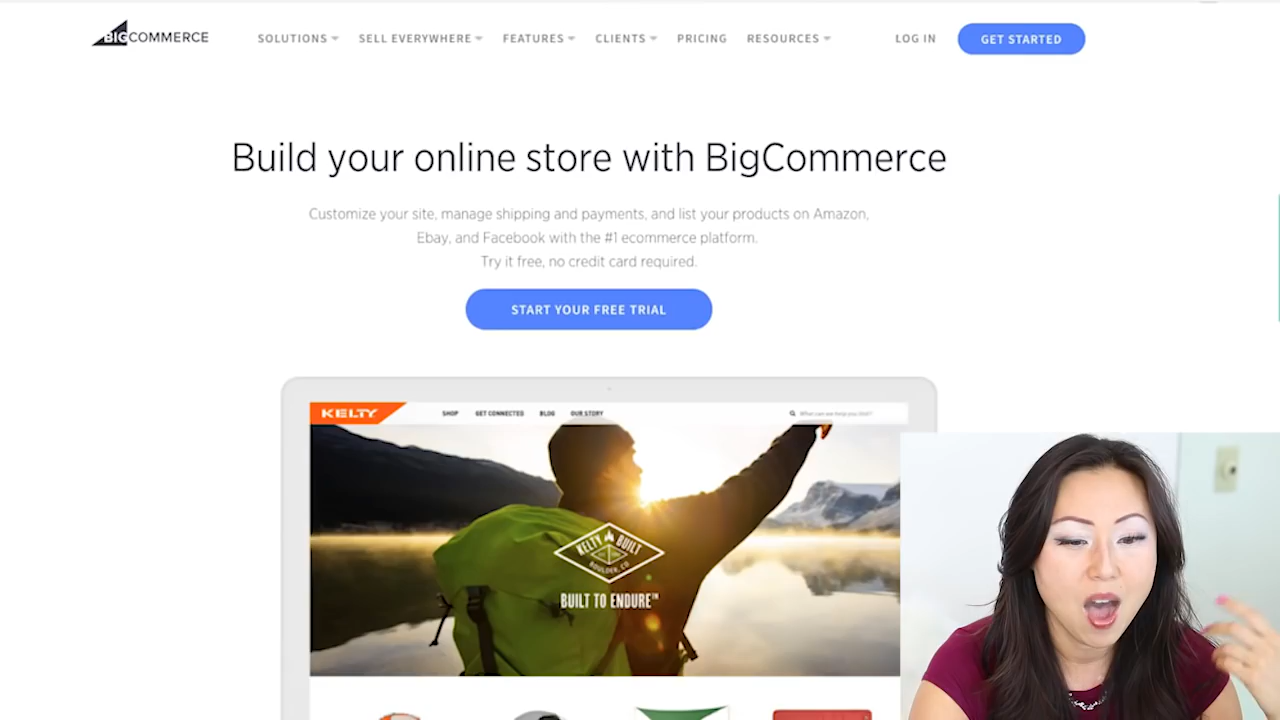 BIGCOMMERCE
SOLUTIONS SELL EVERYWHERE FEATURES CLIENTS PRICING RESOURCES LOG IN GET STARTED
Build your online store with BigCommerce
Customize your site, manage shipping and payments, and list your products on Amazon,
Ebay, and Facebook with the #1 ecommerce platform.
Try it free, no credit card required.
START YOUR FREE TRIAL
KELTY SHOP GET CONNECTED BLOG OUR STORY What can we help you find?
KELTY BUILT
BOULDER, CO
BUILT TO ENDURE™